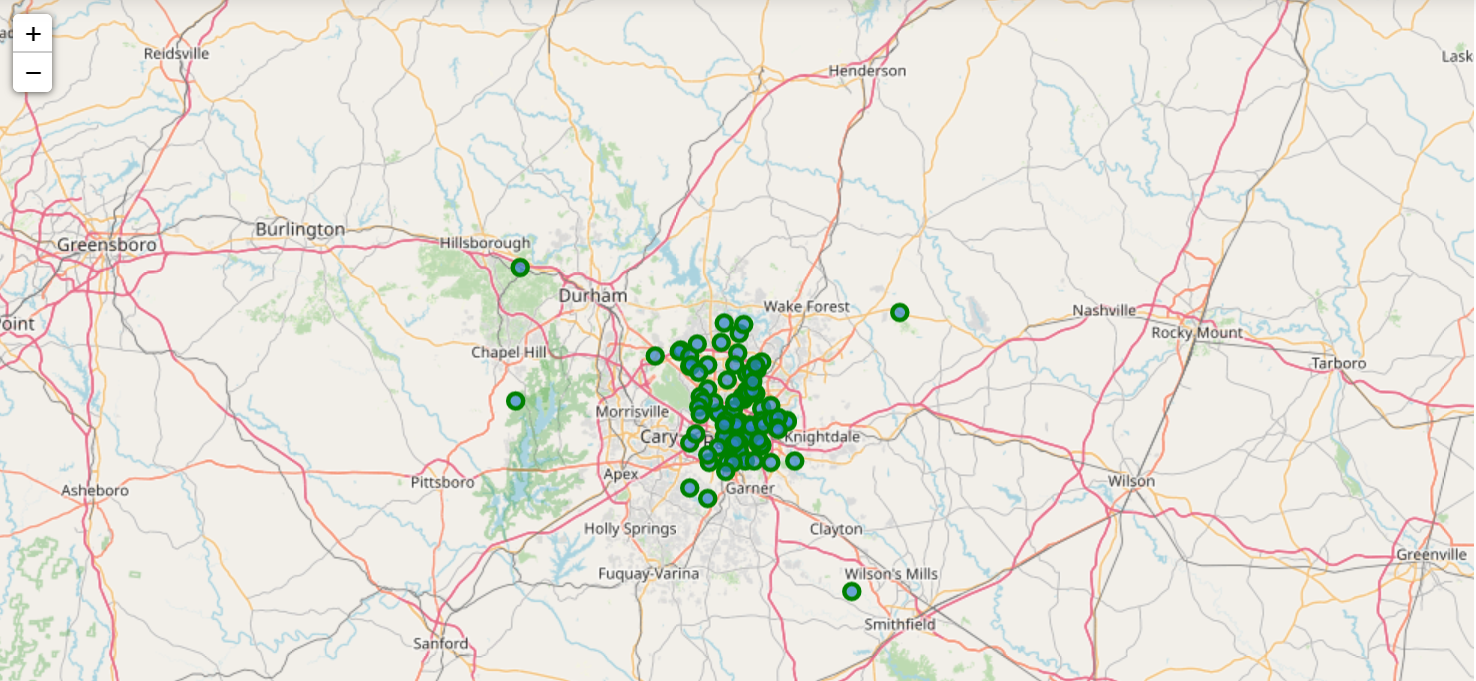 +
−
Reidsville
Henderson
Lask
Burlington
Greensboro
Hillsborough
Durham
Wake Forest
Nashville
Point
Rocky Mount
Chapel Hill
Tarboro
Morrisville
Cary
Knightdale
Apex
Pittsboro
Wilson
Asheboro
Garner
Holly Springs
Clayton
Greenville
Fuquay-Varina
Wilson's Mills
Smithfield
Sanford